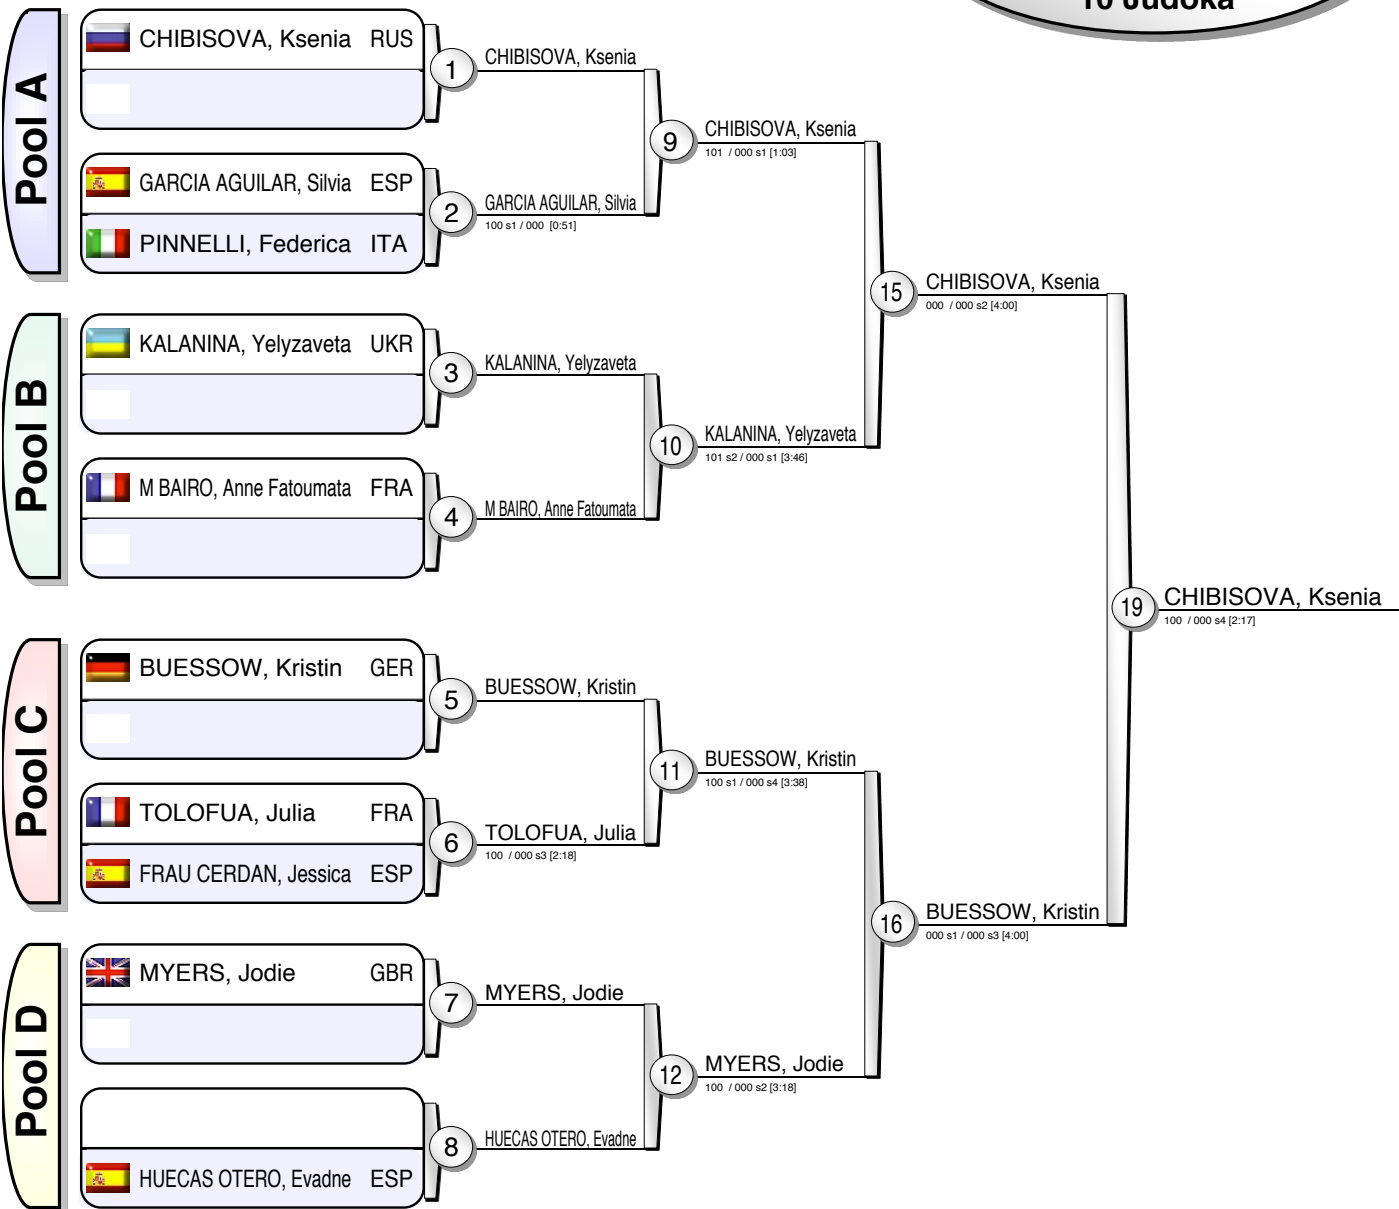 10 Judoka
Pool A
CHIBISOVA, Ksenia RUS
1
CHIBISOVA, Ksenia
GARCIA AGUILAR, Silvia ESP
PINNELLI, Federica ITA
2
GARCIA AGUILAR, Silvia
100 s1 / 000 [0:51]
9
CHIBISOVA, Ksenia
101 / 000 s1 [1:03]
Pool B
KALANINA, Yelyzaveta UKR
3
KALANINA, Yelyzaveta
M BAIRO, Anne Fatoumata FRA
4
M BAIRO, Anne Fatoumata
10
KALANINA, Yelyzaveta
101 s2 / 000 s1 [3:46]
15
CHIBISOVA, Ksenia
000 / 000 s2 [4:00]
Pool C
BUESSOW, Kristin GER
5
BUESSOW, Kristin
TOLOFUA, Julia FRA
FRAU CERDAN, Jessica ESP
6
TOLOFUA, Julia
100 / 000 s3 [2:18]
11
BUESSOW, Kristin
100 s1 / 000 s4 [3:38]
Pool D
MYERS, Jodie GBR
7
MYERS, Jodie
HUECAS OTERO, Evadne ESP
8
HUECAS OTERO, Evadne
12
MYERS, Jodie
100 / 000 s2 [3:18]
16
BUESSOW, Kristin
000 s1 / 000 s3 [4:00]
19
CHIBISOVA, Ksenia
100 / 000 s4 [2:17]